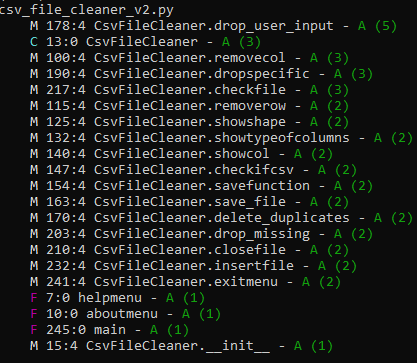 csv_file_cleaner_v2.py
M 178:4 CsvFileCleaner.drop_user_input - A (5)
C 13:0 CsvFileCleaner - A (3)
M 100:4 CsvFileCleaner.removecol - A (3)
M 190:4 CsvFileCleaner.dropspecific - A (3)
M 217:4 CsvFileCleaner.checkfile - A (3)
M 115:4 CsvFileCleaner.removerow - A (2)
M 125:4 CsvFileCleaner.showshape - A (2)
M 132:4 CsvFileCleaner.showtypeofcolumns - A (2)
M 140:4 CsvFileCleaner.showcol - A (2)
M 147:4 CsvFileCleaner.checkifcsv - A (2)
M 154:4 CsvFileCleaner.savefunction - A (2)
M 163:4 CsvFileCleaner.save_file - A (2)
M 170:4 CsvFileCleaner.delete_duplicates - A (2)
M 203:4 CsvFileCleaner.drop_missing - A (2)
M 210:4 CsvFileCleaner.closefile - A (2)
M 232:4 CsvFileCleaner.insertfile - A (2)
M 241:4 CsvFileCleaner.exitmenu - A (2)
F 7:0 helpmenu - A (1)
F 10:0 aboutmenu - A (1)
F 245:0 main - A (1)
M 15:4 CsvFileCleaner.__init__ - A (1)